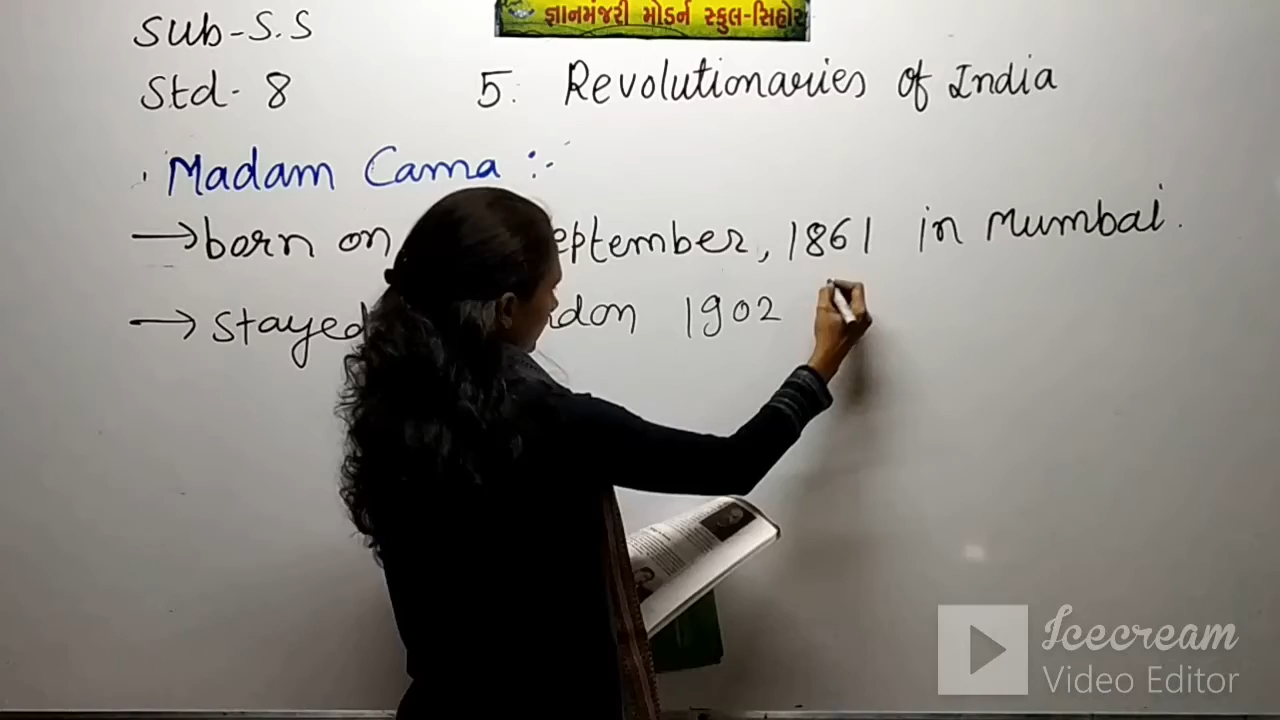 જ્ઞાનમંજરી મોડર્ન સ્કુલ-સિહોર
Sub-S.S
Std- 8
5. Revolutionaries of India
Madam Cama :-
→ born on eptember, 1861 in Mumbai.
→ stayed don 1902
Icecream
Video Editor